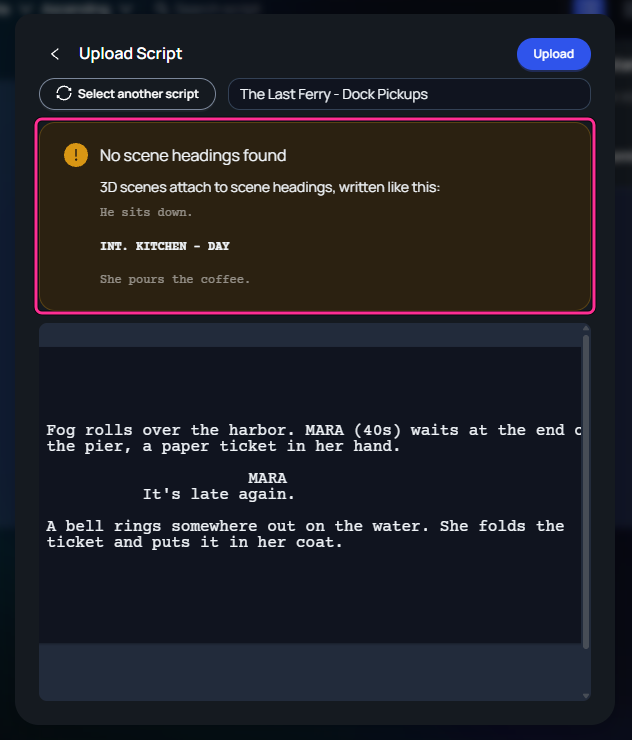 Upload Script
Upload
Select another script
The Last Ferry - Dock Pickups
No scene headings found
3D scenes attach to scene headings, written like this:
He sits down.
INT. KITCHEN - DAY
She pours the coffee.
Fog rolls over the harbor. MARA (40s) waits at the end
the pier, a paper ticket in her hand.
MARA
It's late again.
A bell rings somewhere out on the water. She folds the
ticket and puts it in her coat.